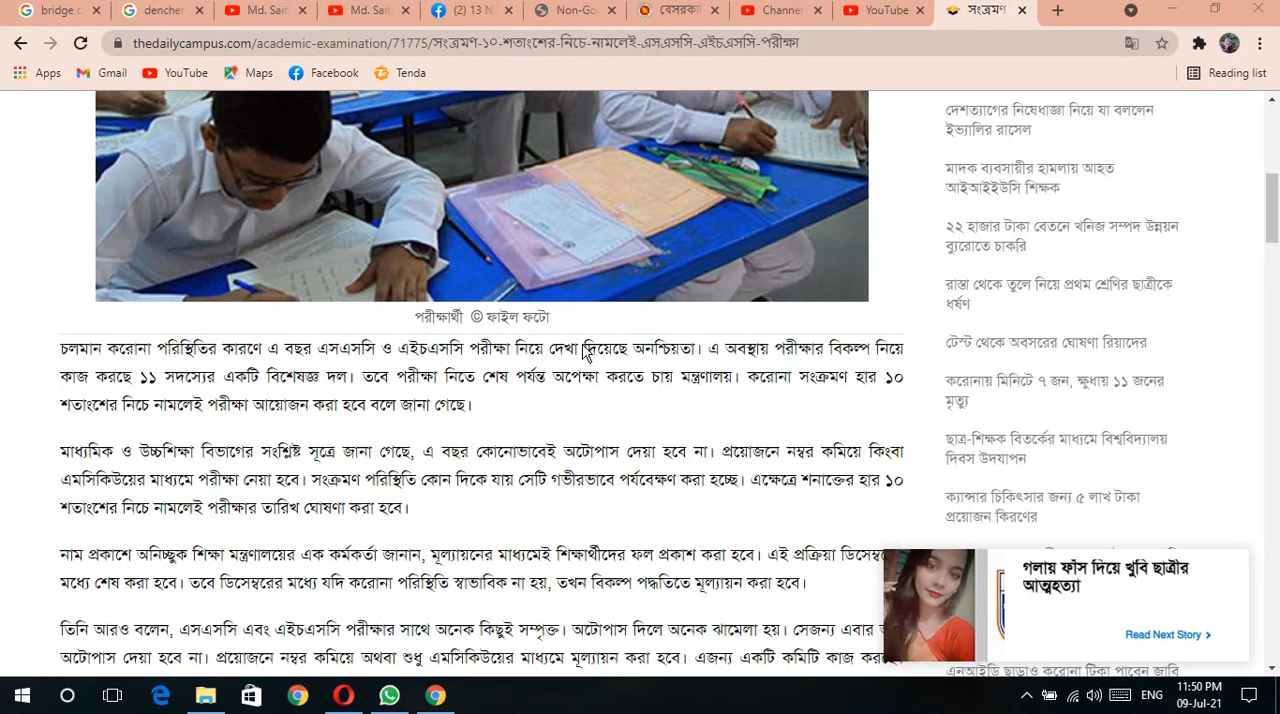 bridge c
denchen
Md. Saifu
Md. Saifu
(2) 13 N
Non-Go
বেসরকা
Channe
YouTube
সংক্রমণ
thedailycampus.com/academic-examination/71775/সংক্রমণ-১০-শতাংশের-নিচে-নামলেই-এসএসসি-এইচএসসি-পরীক্ষা
Apps Gmail YouTube Maps Facebook Tenda Reading list
পরীক্ষার্থী © ফাইল ফটো
চলমান করোনা পরিস্থিতির কারণে এ বছর এসএসসি ও এইচএসসি পরীক্ষা নিয়ে দেখা দিয়েছে অনশ্চিয়তা। এ অবস্থায় পরীক্ষার বিকল্প নিয়ে
কাজ করছে ১১ সদস্যের একটি বিশেষজ্ঞ দল। তবে পরীক্ষা নিতে শেষ পর্যন্ত অপেক্ষা করতে চায় মন্ত্রণালয়। করোনা সংক্রমণ হার ১০
শতাংশের নিচে নামলেই পরীক্ষা আয়োজন করা হবে বলে জানা গেছে।
মাধ্যমিক ও উচ্চশিক্ষা বিভাগের সংশ্লিষ্ট সূত্রে জানা গেছে, এ বছর কোনোভাবেই অটোপাস দেয়া হবে না। প্রয়োজনে নম্বর কমিয়ে কিংবা
এমসিকিউয়ের মাধ্যমে পরীক্ষা নেয়া হবে। সংক্রমণ পরিস্থিতি কোন দিকে যায় সেটি গভীরভাবে পর্যবেক্ষণ করা হচ্ছে। এক্ষেত্রে শনাক্তের হার ১০
শতাংশের নিচে নামলেই পরীক্ষার তারিখ ঘোষণা করা হবে।
নাম প্রকাশে অনিচ্ছুক শিক্ষা মন্ত্রণালয়ের এক কর্মকর্তা জানান, মূল্যায়নের মাধ্যমেই শিক্ষার্থীদের ফল প্রকাশ করা হবে। এই প্রক্রিয়া
মধ্যে শেষ করা হবে। তবে ডিসেম্বরের মধ্যে যদি করোনা পরিস্থিতি স্বাভাবিক না হয়, তখন বিকল্প পদ্ধতিতে মূল্যায়ন করা হবে।
তিনি আরও বলেন, এসএসসি এবং এইচএসসি পরীক্ষার সাথে অনেক কিছুই সম্পৃক্ত। অটোপাস দিলে অনেক ঝামেলা হয়। সেজন্য এবার
অটোপাস দেয়া হবে না। প্রয়োজনে নম্বর কমিয়ে অথবা শুধু এমসিকিউয়ের মাধ্যমে মূল্যায়ন করা হবে। এজন্য একটি কমিটি কাজ
দেশত্যাগের নিষেধাজ্ঞা নিয়ে যা বললেন
ইভ্যালির রাসেল
মাদক ব্যবসায়ীর হামলায় আহত
আইআইইউসি শিক্ষক
২২ হাজার টাকা বেতনে খনিজ সম্পদ উন্নয়ন
ব্যুরোতে চাকরি
রাস্তা থেকে তুলে নিয়ে প্রথম শ্রেণির ছাত্রীকে
ধর্ষণ
টেস্ট থেকে অবসরের ঘোষণা রিয়াদের
করোনায় মিনিটে ৭ জন, ক্ষুধায় ১১ জনের
মৃত্যু
ছাত্র-শিক্ষক বিতর্কের মাধ্যমে বিশ্ববিদ্যালয়
দিবস উদযাপন
ক্যান্সার চিকিৎসার জন্য ৫ লাখ টাকা
প্রয়োজন কিরণের
গলায় ফাঁস দিয়ে খুবি ছাত্রীর
আত্মহত্যা
Read Next Story
এনআইডি ছাড়াও করোনা টিকা পাবেন জাবি
ENG
11:50 PM
09-Jul-21